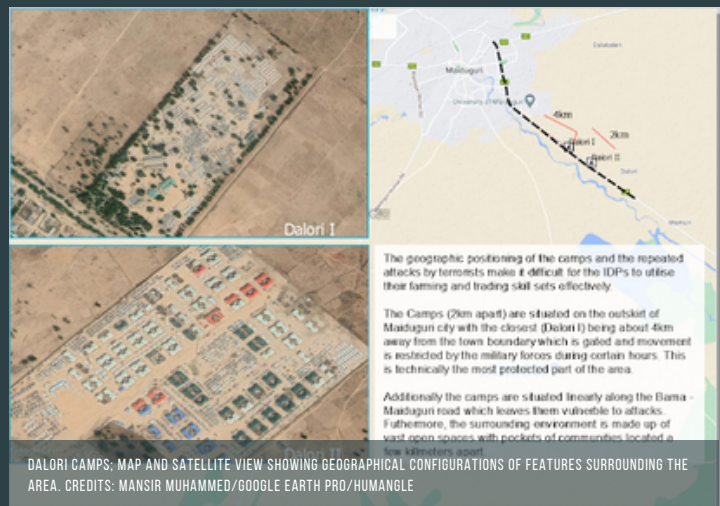 Dalori I
Maiduguri
University of Maiduguri
4km
2km
Dalori I
Dalori II
Dalori
The geographic positioning of the camps and the repeated
attacks by terrorists make it difficult for the IDPs to utilise
their farming and trading skill sets effectively.
The Camps (2km apart) are situated on the outskirt of
Maiduguri city with the closest (Dalori I) being about 4km
away from the town boundary which is gated and movement
is restricted by the military forces during certain hours. This
is technically the most protected part of the area.
Additionally the camps are situated linearly along the Bama -
Maiduguri road which leaves them vulnerble to attacks.
Futhermore, the surrounding environment is made up of
vast open spaces with pockets of communities located a
few kilmeters apart.
Dalori II
DALORI CAMPS; MAP AND SATELLITE VIEW SHOWING GEOGRAPHICAL CONFIGURATIONS OF FEATURES SURROUNDING THE
AREA. CREDITS: MANSIR MUHAMMED/GOOGLE EARTH PRO/HUMANGLE